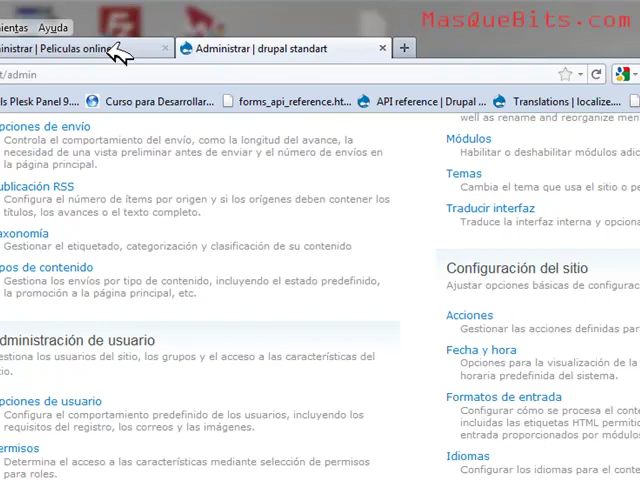 MasQueBits.com
ientas Ayuda
inistrar | Peliculas online
Administrar | drupal standart
t/admin
ls Plesk Panel 9.... Curso para Desarrollar... forms_api_reference.ht... API reference | Drupal ... Translations | localize....
pciones de envío
Controla el comportamiento del envío, como la longitud del avance, la
necesidad de una vista preliminar antes de enviar y el número de envíos en
la página principal.
ublicación RSS
Configura el número de ítems por origen y si los orígenes deben contener los
títulos, los avances o el texto completo.
axonomía
Gestionar el etiquetado, categorización y clasificación de su contenido
pos de contenido
Gestiona los envíos por tipo de contenido, incluyendo el estado predefinido,
la promoción a la página principal, etc.
dministración de usuario
estiona los usuarios del sitio, los grupos y el acceso a las características del
tio.
pciones de usuario
Configura el comportamiento predefinido de los usuarios, incluyendo los
requisitos del registro, los correos y las imágenes.
ermisos
Determina el acceso a las características mediante selección de permisos
para roles.
well as rename and reorganize men
Módulos
Habilitar o deshabilitar módulos adic
Temas
Cambia el tema que usa el sitio o pe
Traducir interfaz
Traduce la interfaz interna y opciona
Configuración del sitio
Ajustar opciones básicas de configurac
Acciones
Gestionar las acciones definidas par
Fecha y hora
Opciones para la visualización de la
horaria predefinida del sistema.
Formatos de entrada
Configurar cómo se procesa el conte
incluidas las etiquetas HTML permitic
entrada proporcionados por módulos
Idiomas
Configurar los idiomas para el conte